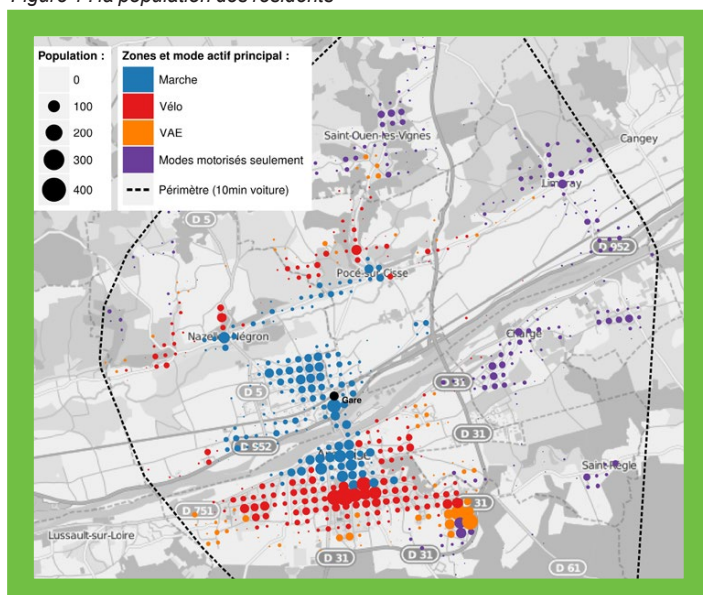 Figure 1 : la population des résidents
Population :
0
100
200
300
400
Zones et mode actif principal :
Marche
Vélo
VAE
Modes motorisés seulement
Périmètre (10min voiture)
Saint-Ouen-les-Vignes
Cangey
Limeray
D 5
D 952
Pocé-sur-Cisse
Nazelles-Négron
Chargé
D 5
D 31
Gare
D 952
D 31
AMBOISE
Saint-Règle
D 751
D 31
Lussault-sur-Loire
D 31
D 31
D 61